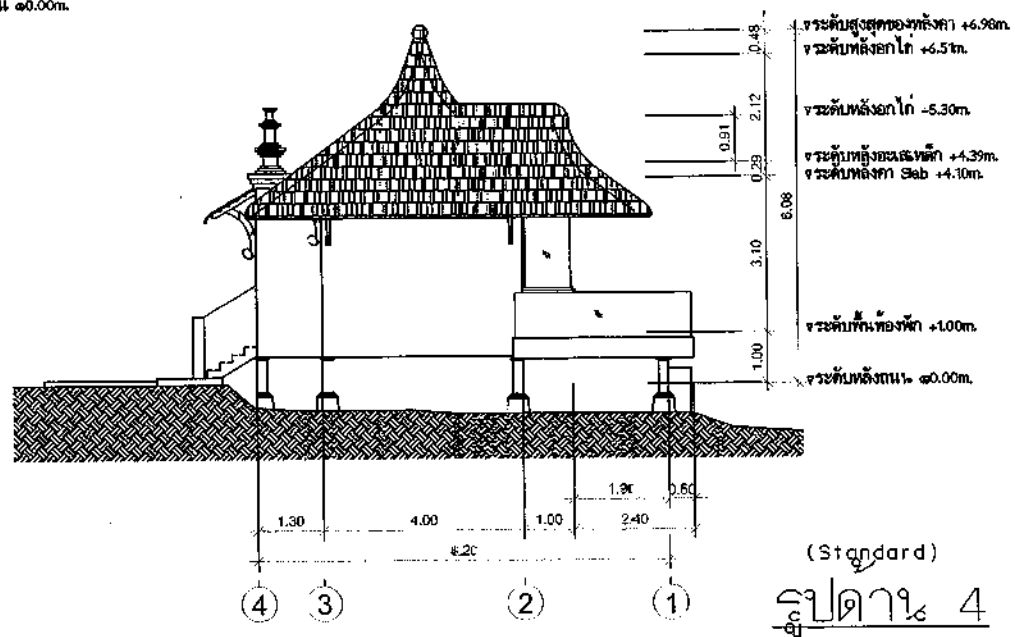 ๑0.00m.
ระดับสูงสุดของหลังคา +6.98m.
ระดับหลังอกไก่ +6.51m.
ระดับหลังอกไก่ +5.30m.
ระดับหลังอะเสเหล็ก +4.39m.
ระดับหลังคา Slab +4.10m.
ระดับพื้นห้องพัก +1.00m.
ระดับหลังถนน ๑0.00m.
0.48
2.12
0.91
0.29
6.08
3.10
1.00
1.90 0.60
1.30 4.00 1.00 2.40
8.20
4 3 2 1
(Standard)
รูปด้าน 4